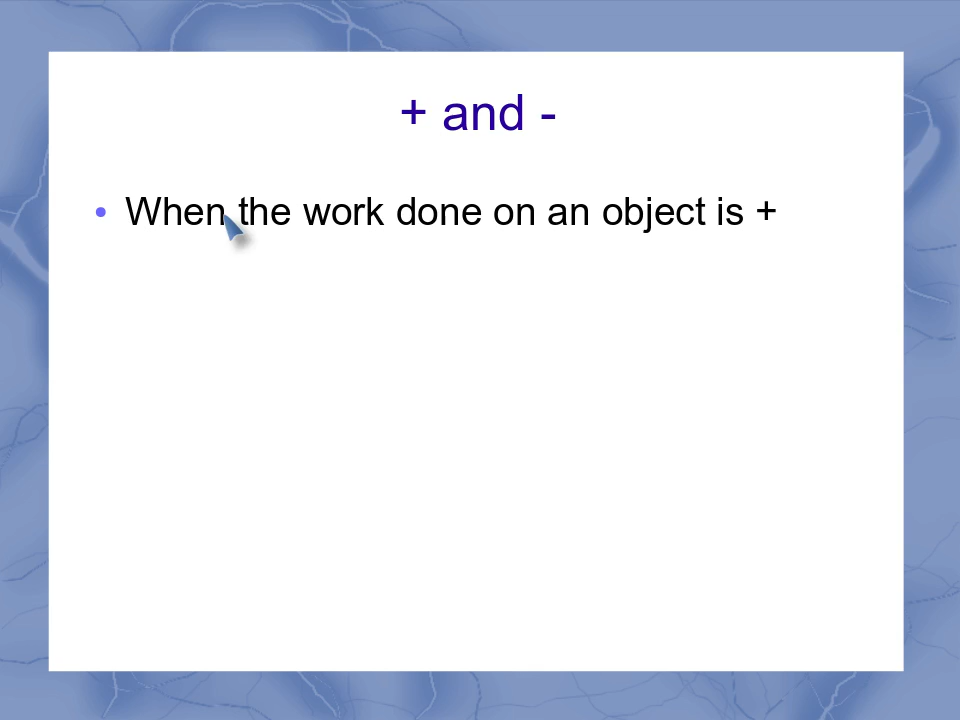 + and -
• When the work done on an object is +